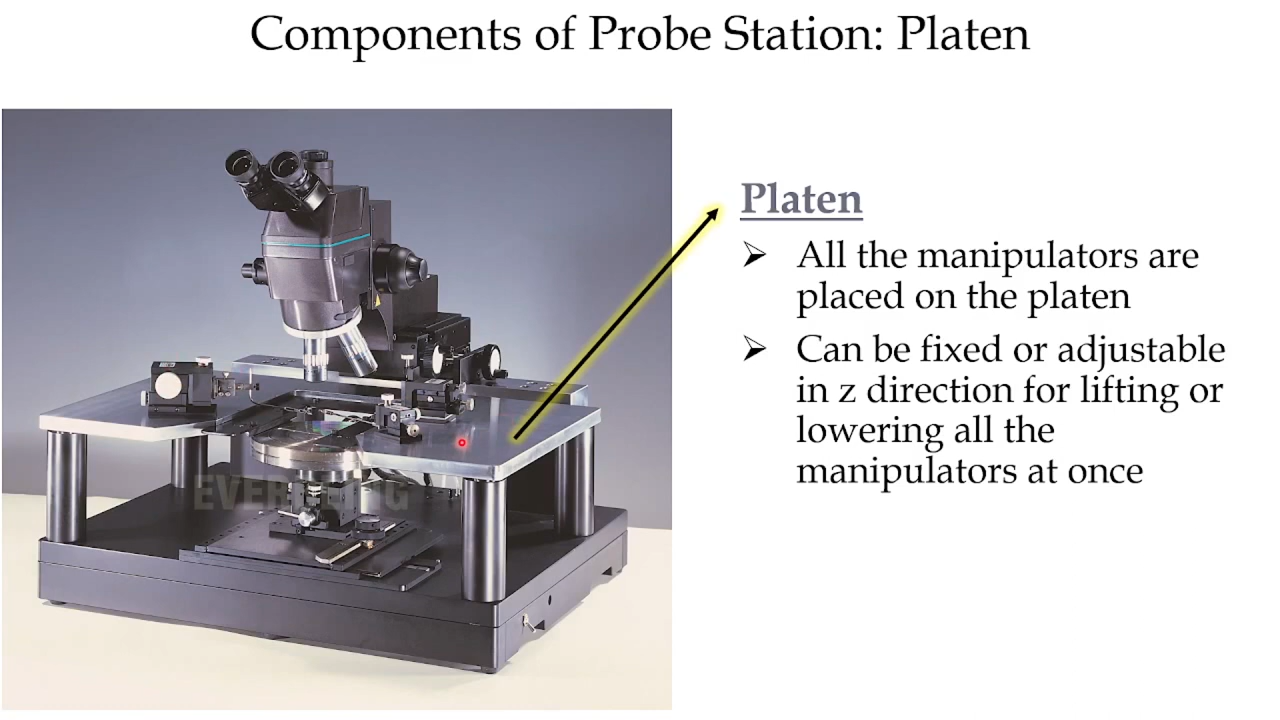 Components of Probe Station: Platen
Platen
➢ All the manipulators are
placed on the platen
➢ Can be fixed or adjustable
in z direction for lifting or
lowering all the
manipulators at once